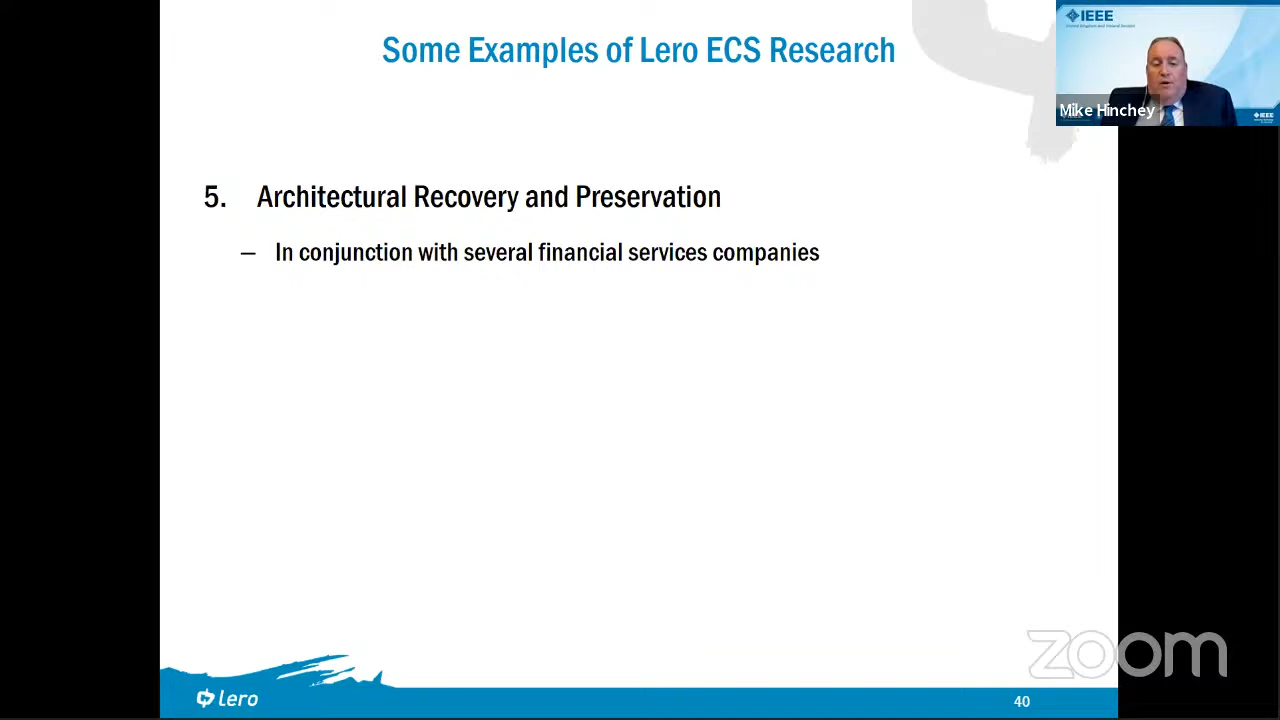 Some Examples of Lero ECS Research
IEEE
Mike Hinchey
IEEE
5. Architectural Recovery and Preservation
– In conjunction with several financial services companies
zoom
lero
40